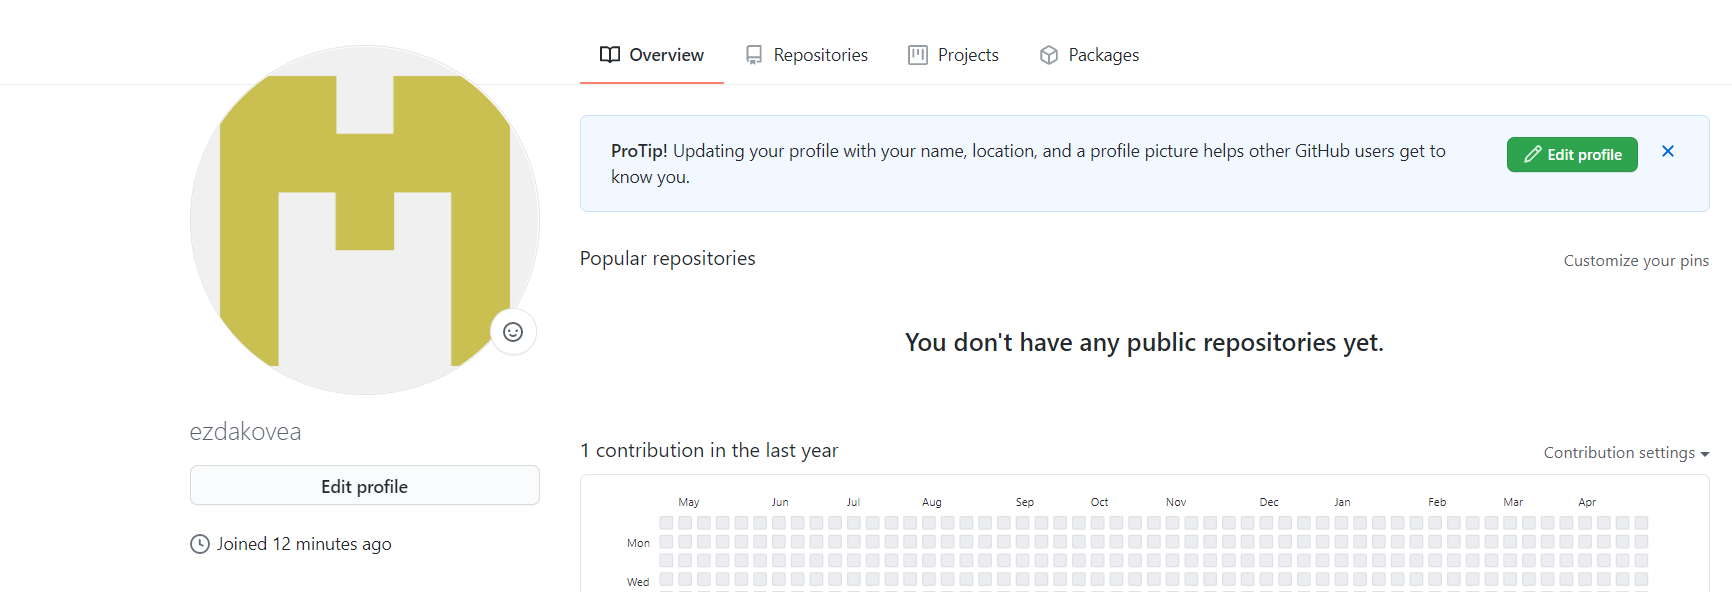 Overview Repositories Projects Packages
ProTip! Updating your profile with your name, location, and a profile picture helps other GitHub users get to
know you.
Edit profile
Popular repositories
Customize your pins
You don't have any public repositories yet.
ezdakovea
Edit profile
Joined 12 minutes ago
1 contribution in the last year
Contribution settings
May Jun Jul Aug Sep Oct Nov Dec Jan Feb Mar Apr
Mon
Wed